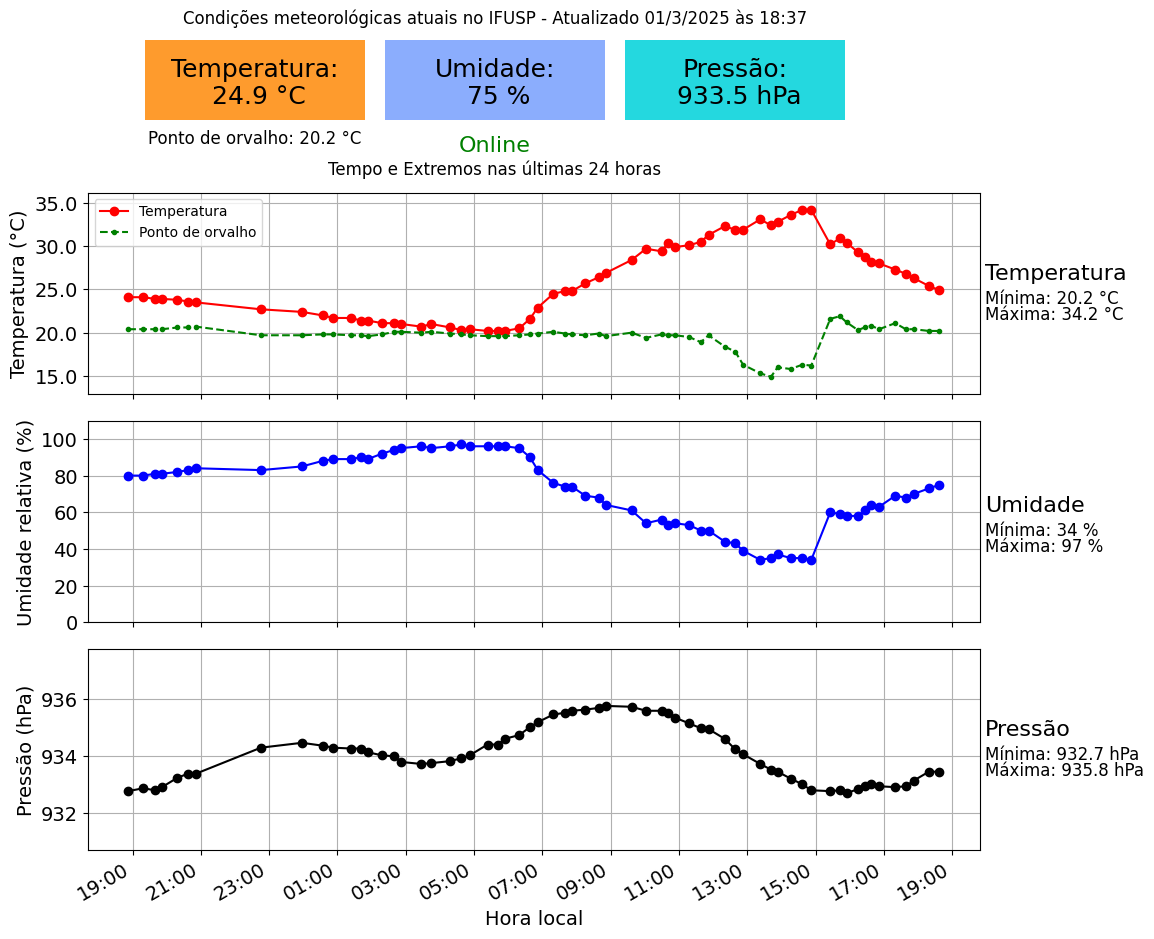 Condições meteorológicas atuais no IFUSP - Atualizado 01/3/2025 às 18:37
Temperatura:
24.9 °C
Umidade:
75 %
Pressão:
933.5 hPa
Ponto de orvalho: 20.2 °C
Online
Tempo e Extremos nas últimas 24 horas
Temperatura (°C)
35.0
30.0
25.0
20.0
15.0
Temperatura
Ponto de orvalho
Temperatura
Mínima: 20.2 °C
Máxima: 34.2 °C
Umidade relativa (%)
100
80
60
40
20
0
Umidade
Mínima: 34 %
Máxima: 97 %
Pressão (hPa)
936
934
932
Pressão
Mínima: 932.7 hPa
Máxima: 935.8 hPa
19:00
21:00
23:00
01:00
03:00
05:00
07:00
09:00
11:00
13:00
15:00
17:00
19:00
Hora local